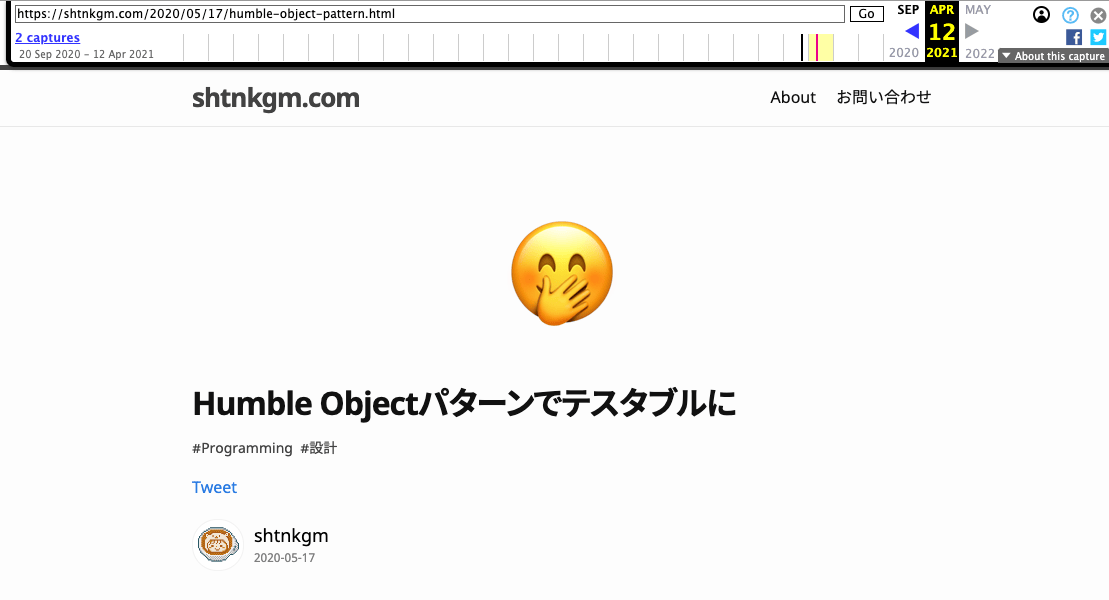 https://shtnkgm.com/2020/05/17/humble-object-pattern.html Go SEP APR MAY
2 captures 12
20 Sep 2020 – 12 Apr 2021 2020 2021 2022 About this capture
shtnkgm.com About お問い合わせ
Humble Objectパターンでテスタブルに
#Programming #設計
Tweet
shtnkgm
2020-05-17